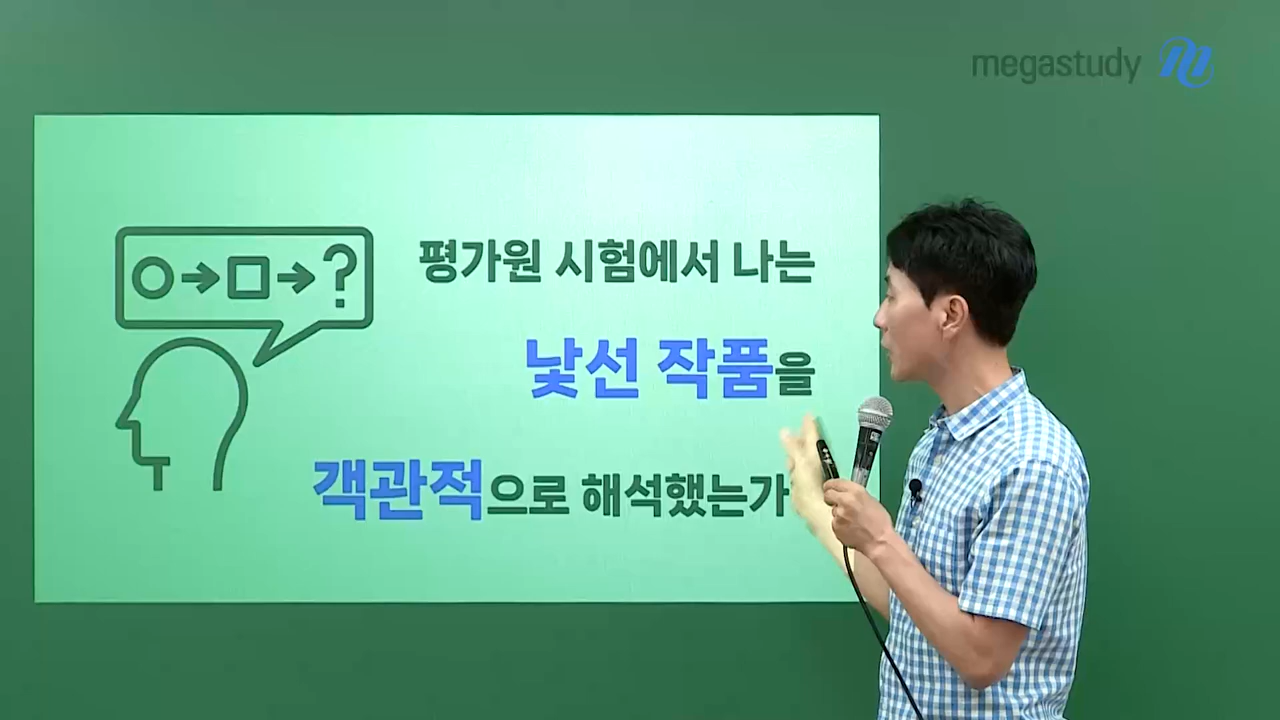 megastudy
평가원 시험에서 나는
낯선 작품을
객관적으로 해석했는가
?